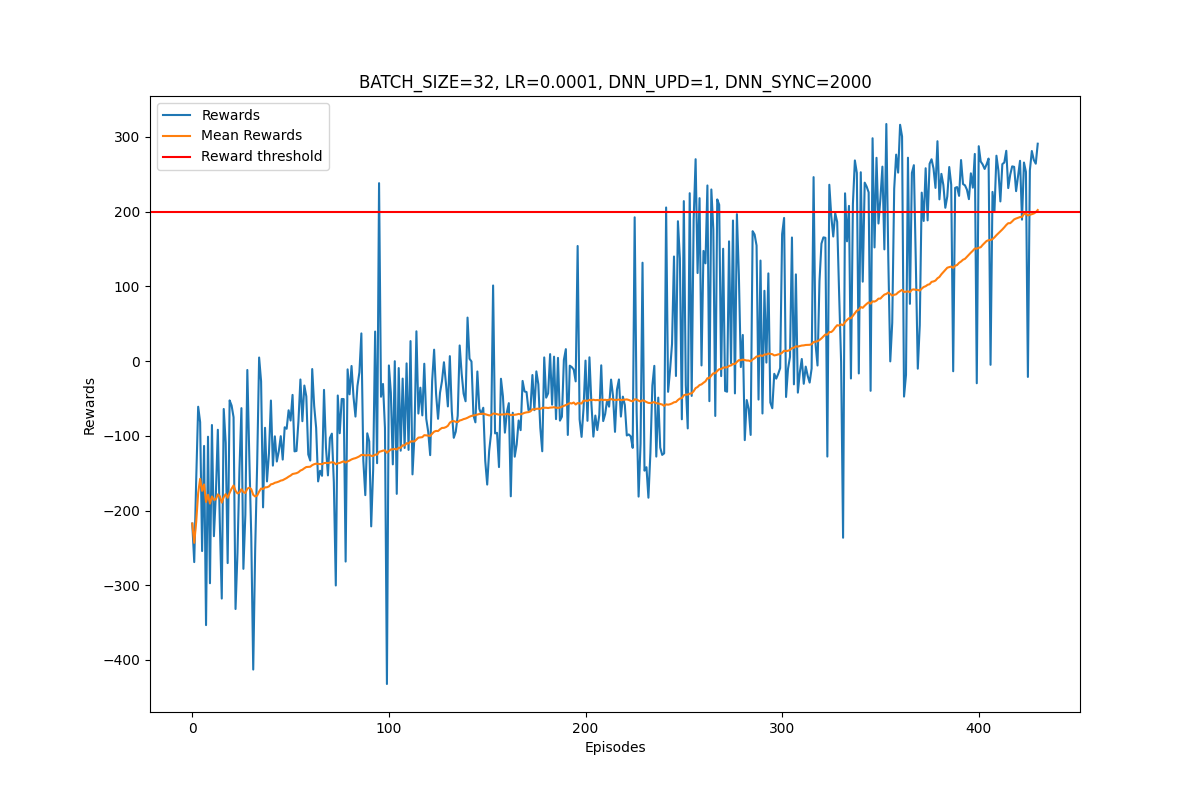 BATCH_SIZE=32, LR=0.0001, DNN_UPD=1, DNN_SYNC=2000
Rewards
Mean Rewards
Reward threshold
300
200
100
0
−100
−200
−300
−400
Rewards
0 100 200 300 400
Episodes